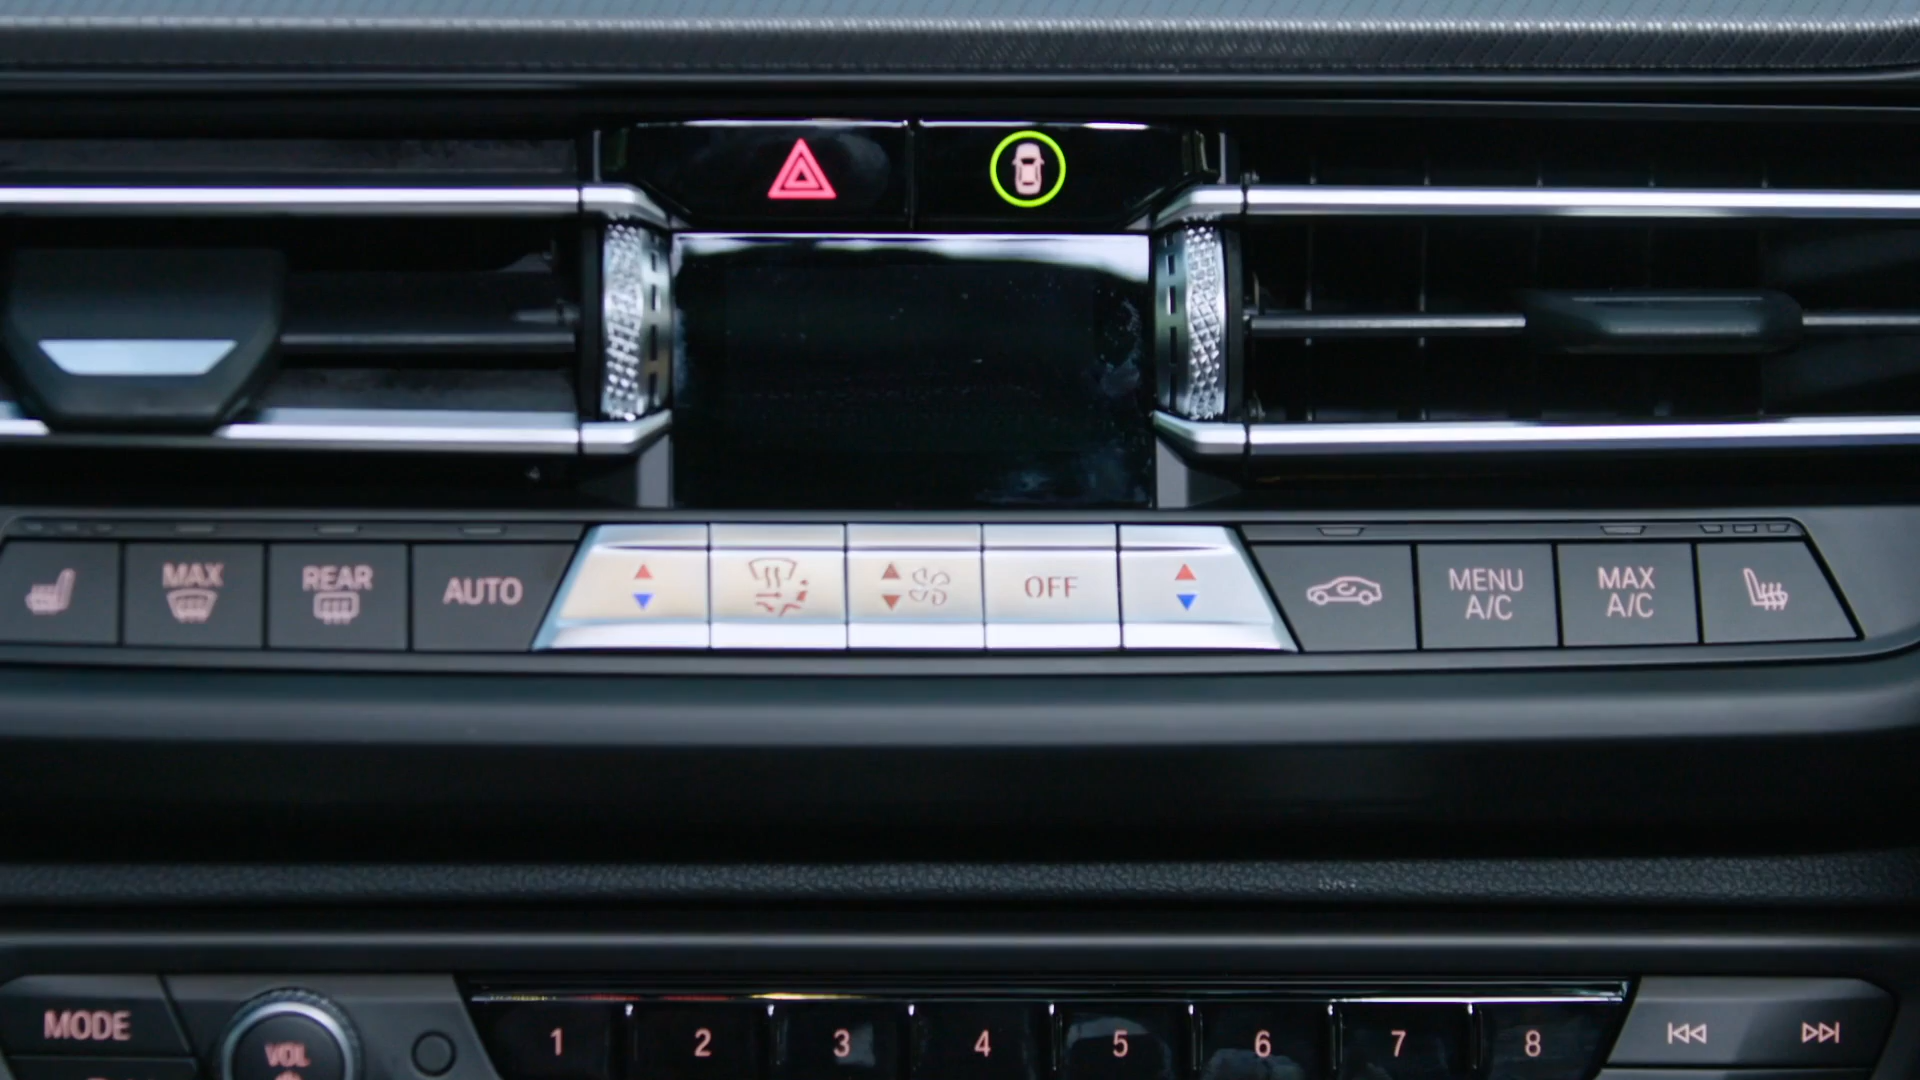 MAX
REAR
AUTO
OFF
MENU
A/C
MAX
A/C
MODE
VOL
1 2 3 4 5 6 7 8